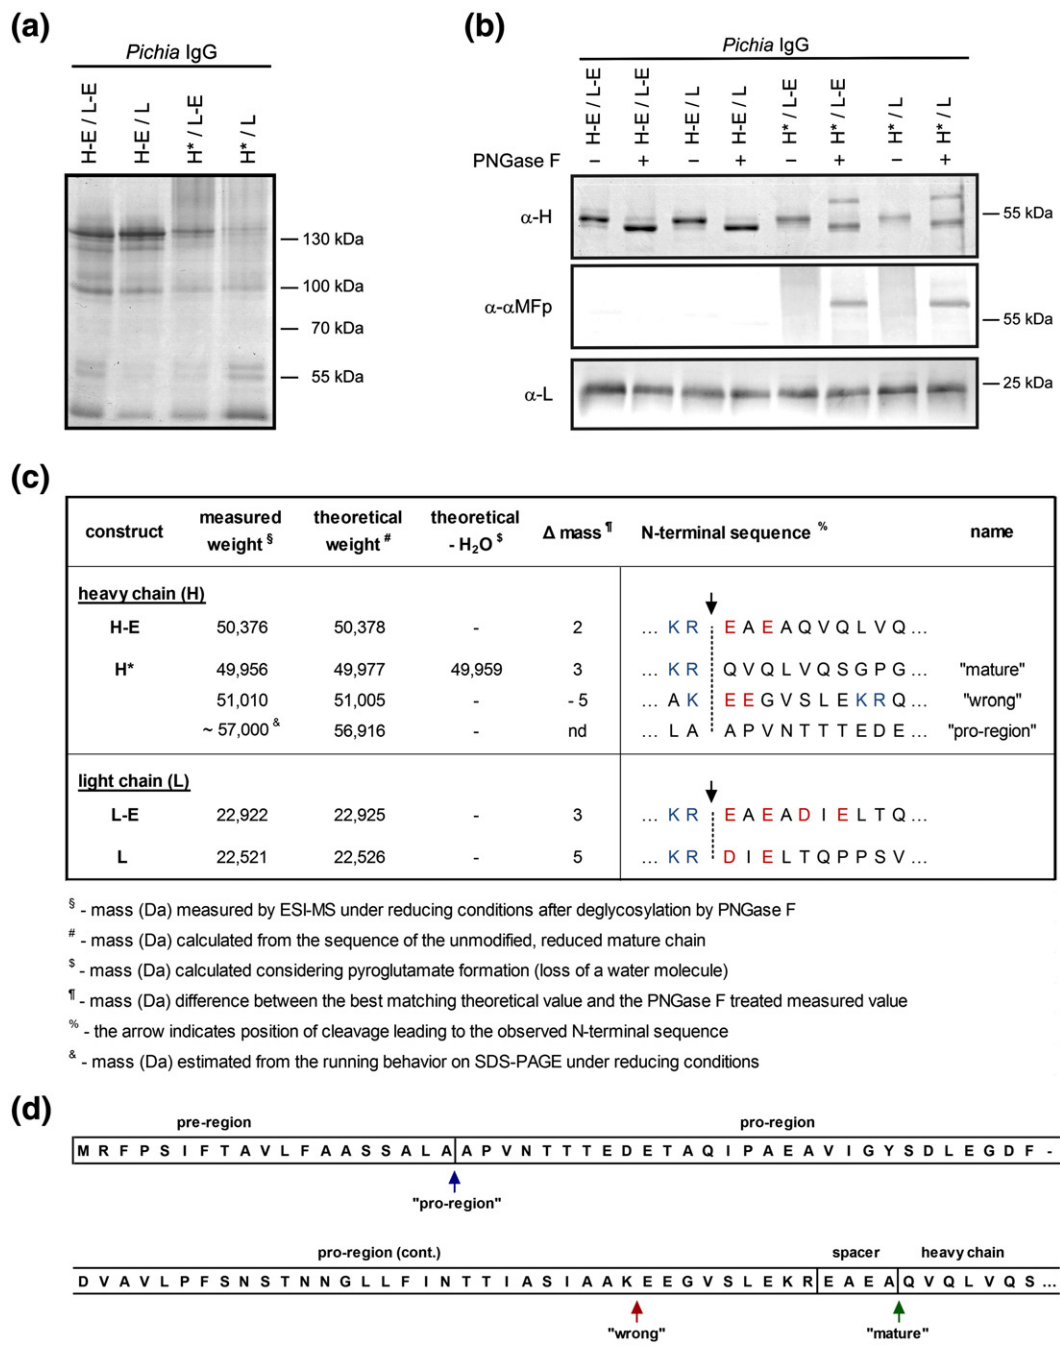 (a)
Pichia IgG
H-E / L-E
H-E / L
H* / L-E
H* / L
130 kDa
100 kDa
70 kDa
55 kDa
(b)
Pichia IgG
H-E / L-E
H-E / L-E
H-E / L
H-E / L
H* / L-E
H* / L-E
H* / L
H* / L
PNGase F – + – + – + – +
α-H
55 kDa
α-αMFp
55 kDa
α-L
25 kDa
(c)
construct measured weight § theoretical weight # theoretical - H₂O $ Δ mass ¶ N-terminal sequence % name
heavy chain (H)
H-E 50,376 50,378 - 2 ... K R E A E A Q V Q L V Q ...
H* 49,956 49,977 49,959 3 ... K R Q V Q L V Q S G P G ... "mature"
51,010 51,005 - - 5 ... A K E E G V S L E K R Q ... "wrong"
~ 57,000 & 56,916 - nd ... L A A P V N T T T E D E ... "pro-region"
light chain (L)
L-E 22,922 22,925 - 3 ... K R E A E A D I E L T Q ...
L 22,521 22,526 - 5 ... K R D I E L T Q P P S V ...
§ - mass (Da) measured by ESI-MS under reducing conditions after deglycosylation by PNGase F
# - mass (Da) calculated from the sequence of the unmodified, reduced mature chain
$ - mass (Da) calculated considering pyroglutamate formation (loss of a water molecule)
¶ - mass (Da) difference between the best matching theoretical value and the PNGase F treated measured value
% - the arrow indicates position of cleavage leading to the observed N-terminal sequence
& - mass (Da) estimated from the running behavior on SDS-PAGE under reducing conditions
(d)
pre-region pro-region
M R F P S I F T A V L F A A S S A L A A P V N T T T E D E T A Q I P A E A V I G Y S D L E G D F -
"pro-region"
pro-region (cont.) spacer heavy chain
D V A V L P F S N S T N N G L L F I N T T I A S I A A K E E G V S L E K R E A E A Q V Q L V Q S ...
"wrong" "mature"